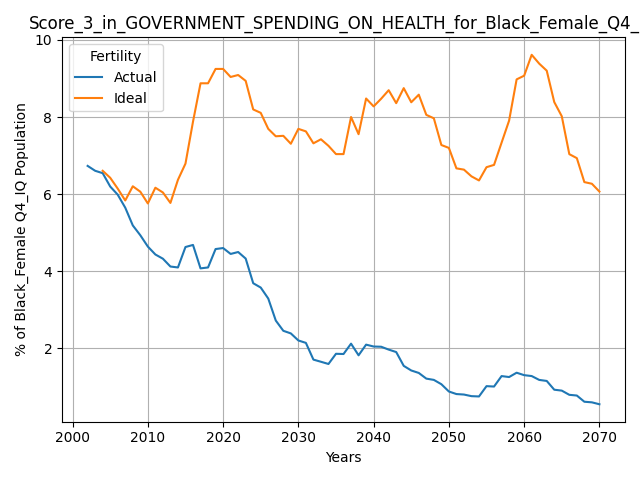 Score_3_in_GOVERNMENT_SPENDING_ON_HEALTH_for_Black_Female_Q4_
Fertility
Actual
Ideal
% of Black_Female Q4_IQ Population
10
8
6
4
2
2000 2010 2020 2030 2040 2050 2060 2070
Years